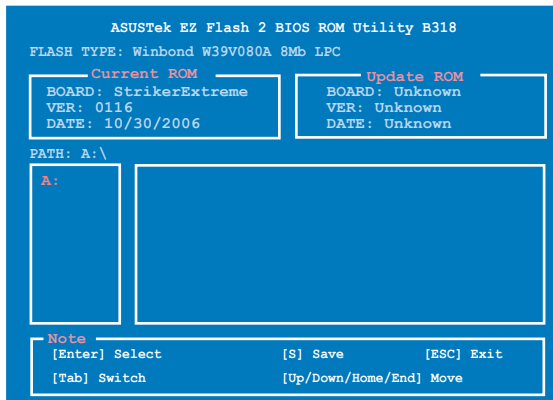 ASUSTek EZ Flash 2 BIOS ROM Utility B318
FLASH TYPE: Winbond W39V080A 8Mb LPC
Current ROM
BOARD: StrikerExtreme
VER: 0116
DATE: 10/30/2006
Update ROM
BOARD: Unknown
VER: Unknown
DATE: Unknown
PATH: A:\
A:
Note
[Enter] Select [S] Save [ESC] Exit
[Tab] Switch [Up/Down/Home/End] Move